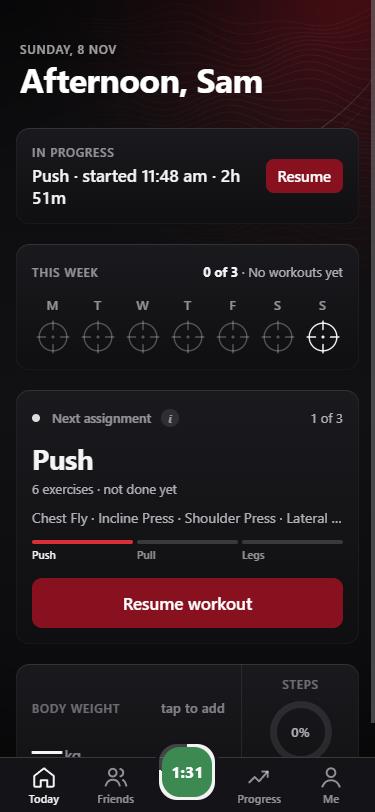 SUNDAY, 8 NOV
Afternoon, Sam
IN PROGRESS
Push · started 11:48 am · 2h
51m
Resume
THIS WEEK
0 of 3 · No workouts yet
M T W T F S S
Next assignment i
1 of 3
Push
6 exercises · not done yet
Chest Fly · Incline Press · Shoulder Press · Lateral ...
Push Pull Legs
Resume workout
BODY WEIGHT
tap to add
STEPS
0%
kg
1:31
Today Friends Progress Me